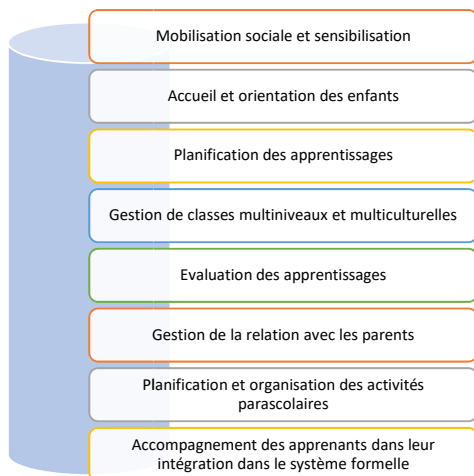 Mobilisation sociale et sensibilisation
Accueil et orientation des enfants
Planification des apprentissages
Gestion de classes multiniveaux et multiculturelles
Evaluation des apprentissages
Gestion de la relation avec les parents
Planification et organisation des activités
parascolaires
Accompagnement des apprenants dans leur
intégration dans le système formelle